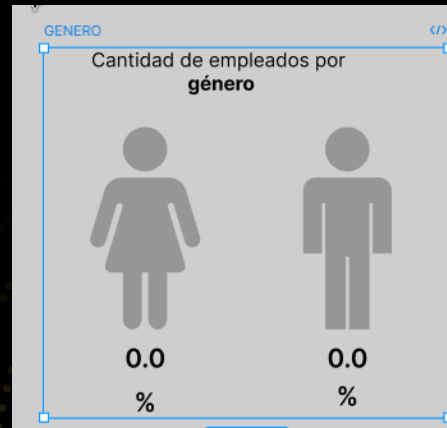 GENERO </>
Cantidad de empleados por
género
0.0 0.0
% %